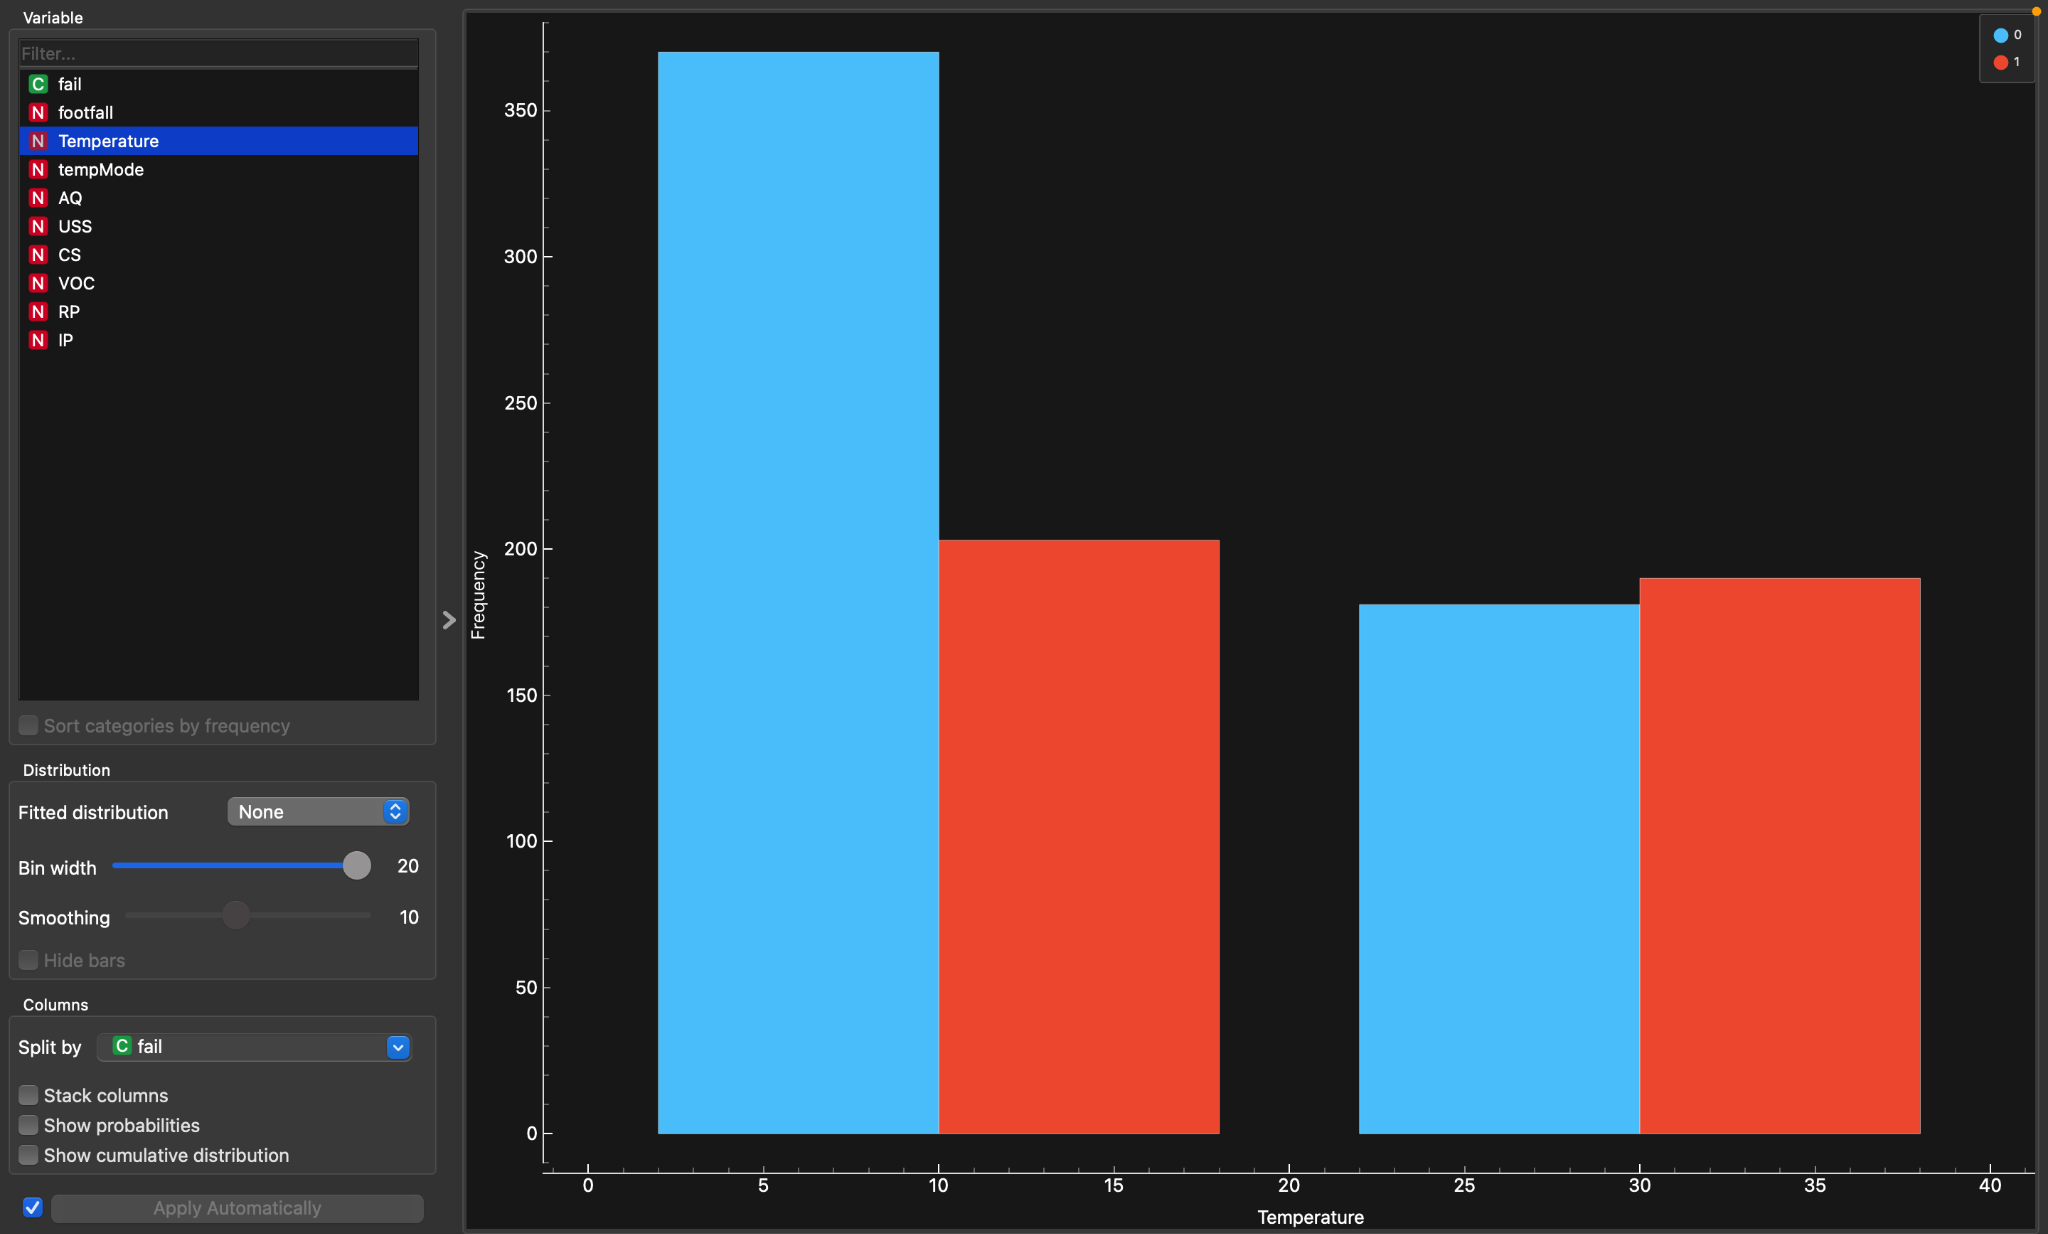 Variable
Filter...
C fail
N footfall
N Temperature
N tempMode
N AQ
N USS
N CS
N VOC
N RP
N IP
Sort categories by frequency
Distribution
Fitted distribution None
Bin width 20
Smoothing 10
Hide bars
Columns
Split by C fail
Stack columns
Show probabilities
Show cumulative distribution
Apply Automatically
Frequency
350
300
250
200
150
100
50
0
0 5 10 15 20 25 30 35 40
Temperature
0
1